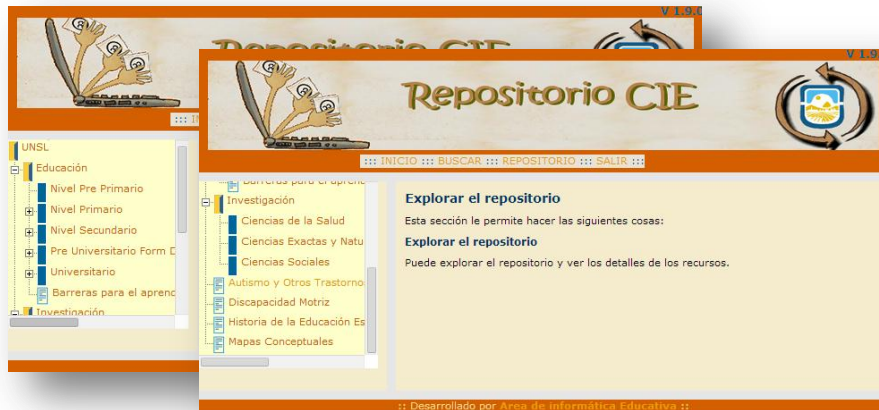 V 1.9.0
Repositorio CIE
UNSL
Educación
Nivel Pre Primario
Nivel Primario
Nivel Secundario
Pre Universitario Form
Universitario
Barreras para el aprend
Investigación
V 1.9
Repositorio CIE
::: INICIO ::: BUSCAR ::: REPOSITORIO ::: SALIR :::
Barreras para el aprend
Investigación
Ciencias de la Salud
Ciencias Exactas y Natu
Ciencias Sociales
Autismo y Otros Trastorno
Discapacidad Motriz
Historia de la Educación Es
Mapas Conceptuales
Explorar el repositorio
Esta sección le permite hacer las siguientes cosas:
Explorar el repositorio
Puede explorar el repositorio y ver los detalles de los recursos.
:: Desarrollado por Area de informática Educativa ::